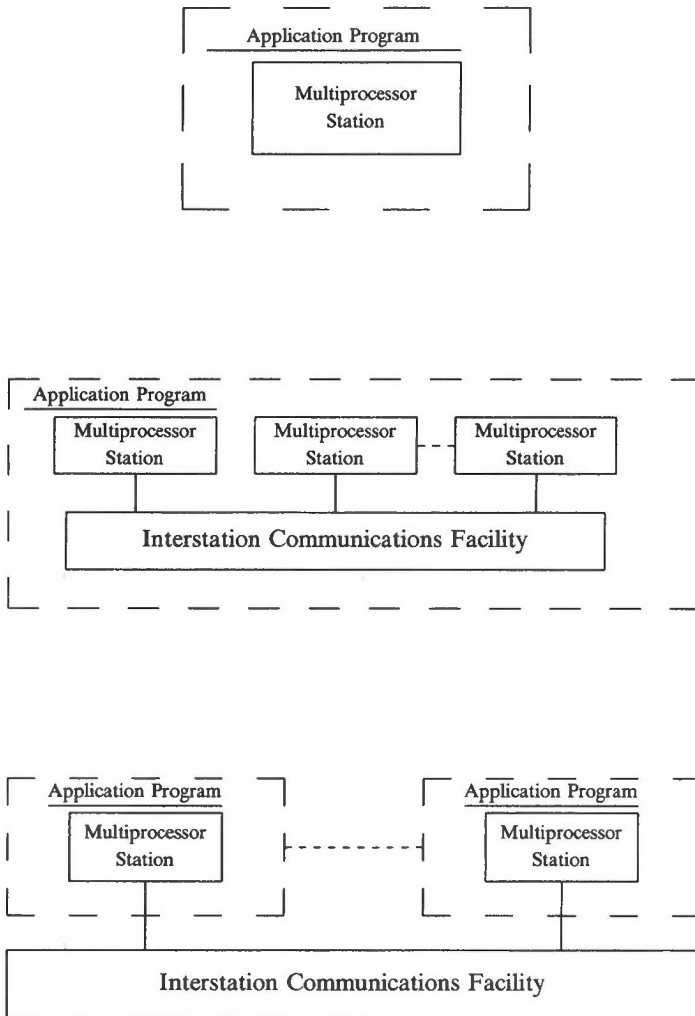 Application Program
Multiprocessor
Station
Application Program
Multiprocessor Multiprocessor Multiprocessor
Station Station Station
Interstation Communications Facility
Application Program Application Program
Multiprocessor Multiprocessor
Station Station
Interstation Communications Facility